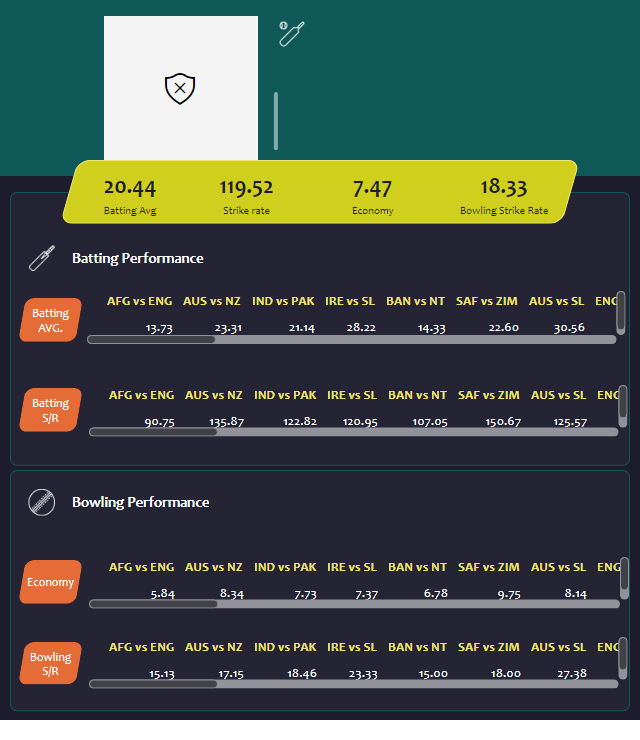 20.44 119.52 7.47 18.33
Batting Avg Strike rate Economy Bowling Strike Rate
Batting Performance
Batting AVG.
AFG vs ENG AUS vs NZ IND vs PAK IRE vs SL BAN vs NT SAF vs ZIM AUS vs SL ENG
13.73 23.31 21.14 28.22 14.33 22.60 30.56
Batting S/R
AFG vs ENG AUS vs NZ IND vs PAK IRE vs SL BAN vs NT SAF vs ZIM AUS vs SL ENG
90.75 135.87 122.82 120.95 107.05 150.67 125.57
Bowling Performance
Economy
AFG vs ENG AUS vs NZ IND vs PAK IRE vs SL BAN vs NT SAF vs ZIM AUS vs SL ENG
5.84 8.34 7.73 7.37 6.78 9.75 8.14
Bowling S/R
AFG vs ENG AUS vs NZ IND vs PAK IRE vs SL BAN vs NT SAF vs ZIM AUS vs SL ENG
15.13 17.15 18.46 23.33 15.00 18.00 27.38